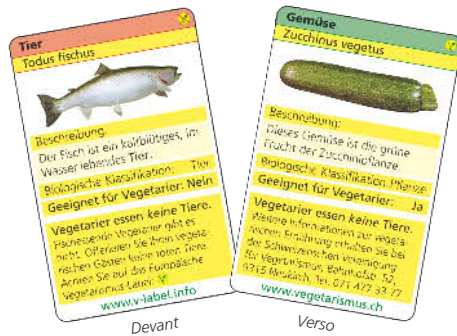 Tier
Todus fischus
Beschreibung:
Der Fisch ist ein kaltblütiges, im
Wasser lebendes Tier.
Biologische Klassifikation: Tier
Geeignet für Vegetarier: Nein
Vegetarier essen keine Tiere.
Fischessende Vegetarier gibt es
nicht. Offerieren Sie Ihren vegeta-
rischen Gästen keine toten Tiere.
Achten Sie auf das Europäische
Vegetarismus-Label:
www.v-label.info
Devant
Gemüse
Zucchinus vegetus
Beschreibung:
Dieses Gemüse ist die grüne
Frucht der Zucchinipflanze.
Biologische Klassifikation: Pflanze
Geeignet für Vegetarier: Ja
Vegetarier essen keine Tiere.
Weitere Informationen zur vegeta-
rischen Ernährung erhalten Sie bei
der Schweizerischen Vereinigung
für Vegetarismus, Bahnhofstr. 52,
9315 Neukirch, Tel. 071 477 33 77
www.vegetarismus.ch
Verso